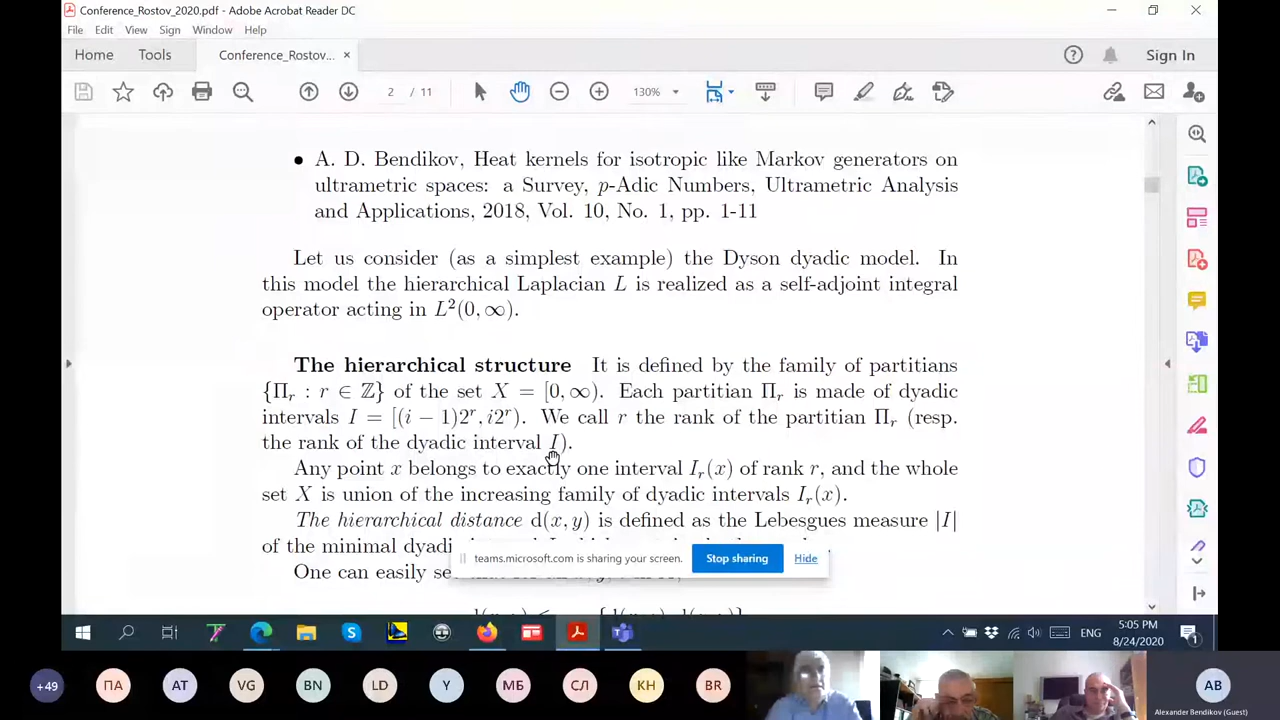 Conference_Rostov_2020.pdf - Adobe Acrobat Reader DC
File Edit View Sign Window Help
Home Tools Conference_Rostov... × Sign In
2 / 11 130%
• A. D. Bendikov, Heat kernels for isotropic like Markov generators on
ultrametric spaces: a Survey, p-Adic Numbers, Ultrametric Analysis
and Applications, 2018, Vol. 10, No. 1, pp. 1-11
Let us consider (as a simplest example) the Dyson dyadic model. In
this model the hierarchical Laplacian L is realized as a self-adjoint integral
operator acting in L²(0, ∞).
The hierarchical structure It is defined by the family of partitions
{Πᵣ : r ∈ ℤ} of the set X = [0, ∞). Each partition Πᵣ is made of dyadic
intervals I = [(i − 1)2ʳ, i2ʳ). We call r the rank of the partition Πᵣ (resp.
the rank of the dyadic interval I).
Any point x belongs to exactly one interval Iᵣ(x) of rank r, and the whole
set X is union of the increasing family of dyadic intervals Iᵣ(x).
The hierarchical distance d(x, y) is defined as the Lebesgues measure |I|
of the minimal dyadic
teams.microsoft.com is sharing your screen. Stop sharing Hide
One can easily
ENG
5:05 PM
8/24/2020
+49 ПА AT VG BN LD Y МБ СЛ КН BR AB
Alexander Bendikov (Guest)